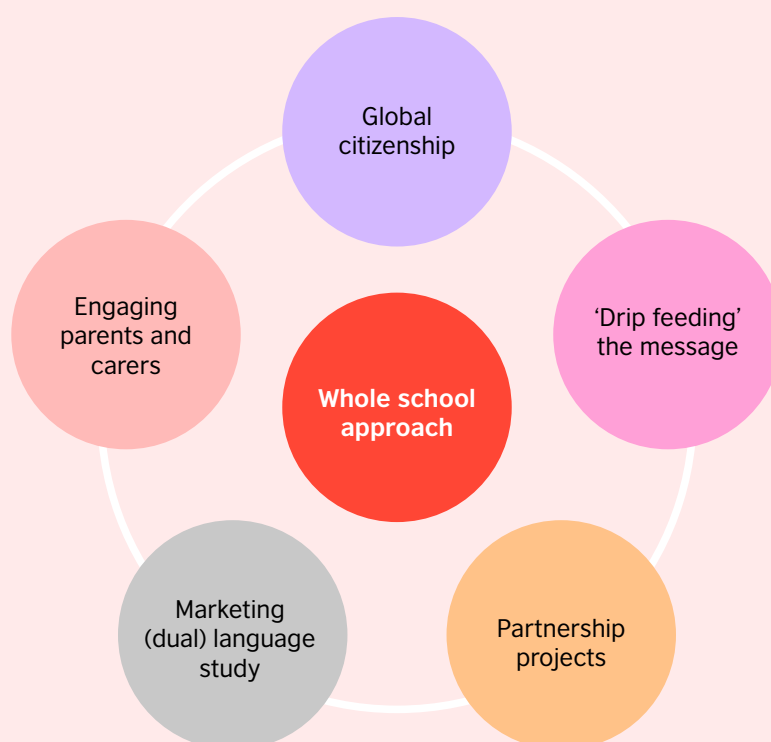 Global
citizenship
Engaging
parents and
carers
‘Drip feeding’
the message
Whole school
approach
Marketing
(dual) language
study
Partnership
projects